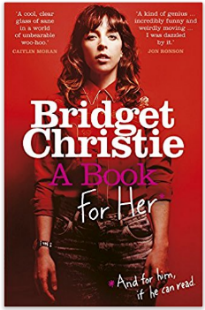 'A cool, clear
glass of sane
in a world
of unbearable
woo-hoo.'
CAITLIN MORAN
'A kind of genius ...
incredibly funny and
weirdly moving ...
I was dazzled
by it.'
JON RONSON
Bridget
Christie
A Book
For Her
*And for him,
if he can read